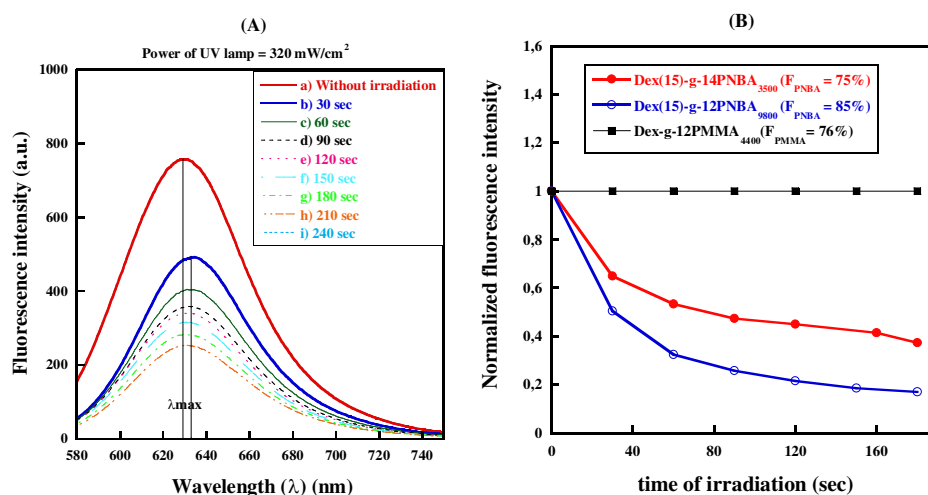 (A)
Power of UV lamp = 320 mW/cm²
Fluorescence intensity (a.u.)
1000
800
600
400
200
0
a) Without irradiation
b) 30 sec
c) 60 sec
d) 90 sec
e) 120 sec
f) 150 sec
g) 180 sec
h) 210 sec
i) 240 sec
λmax
580 600 620 640 660 680 700 720 740
Wavelength (λ) (nm)
(B)
Normalized fluorescence intensity
1,6
1,4
1,2
1
0,8
0,6
0,4
0,2
0
Dex(15)-g-14PNBA₃₅₀₀ (F_PNBA = 75%)
Dex(15)-g-12PNBA₉₈₀₀ (F_PNBA = 85%)
Dex-g-12PMMA₄₄₀₀ (F_PMMA = 76%)
0 40 80 120 160
time of irradiation (sec)